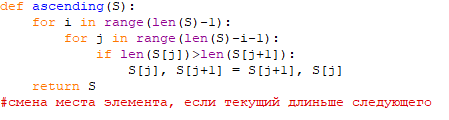 def ascending(S):
    for i in range(len(S)-1):
        for j in range(len(S)-i-1):
            if len(S[j])>len(S[j+1]):
                S[j], S[j+1] = S[j+1], S[j]
    return S
#смена места элемента, если текущий длиньше следующего